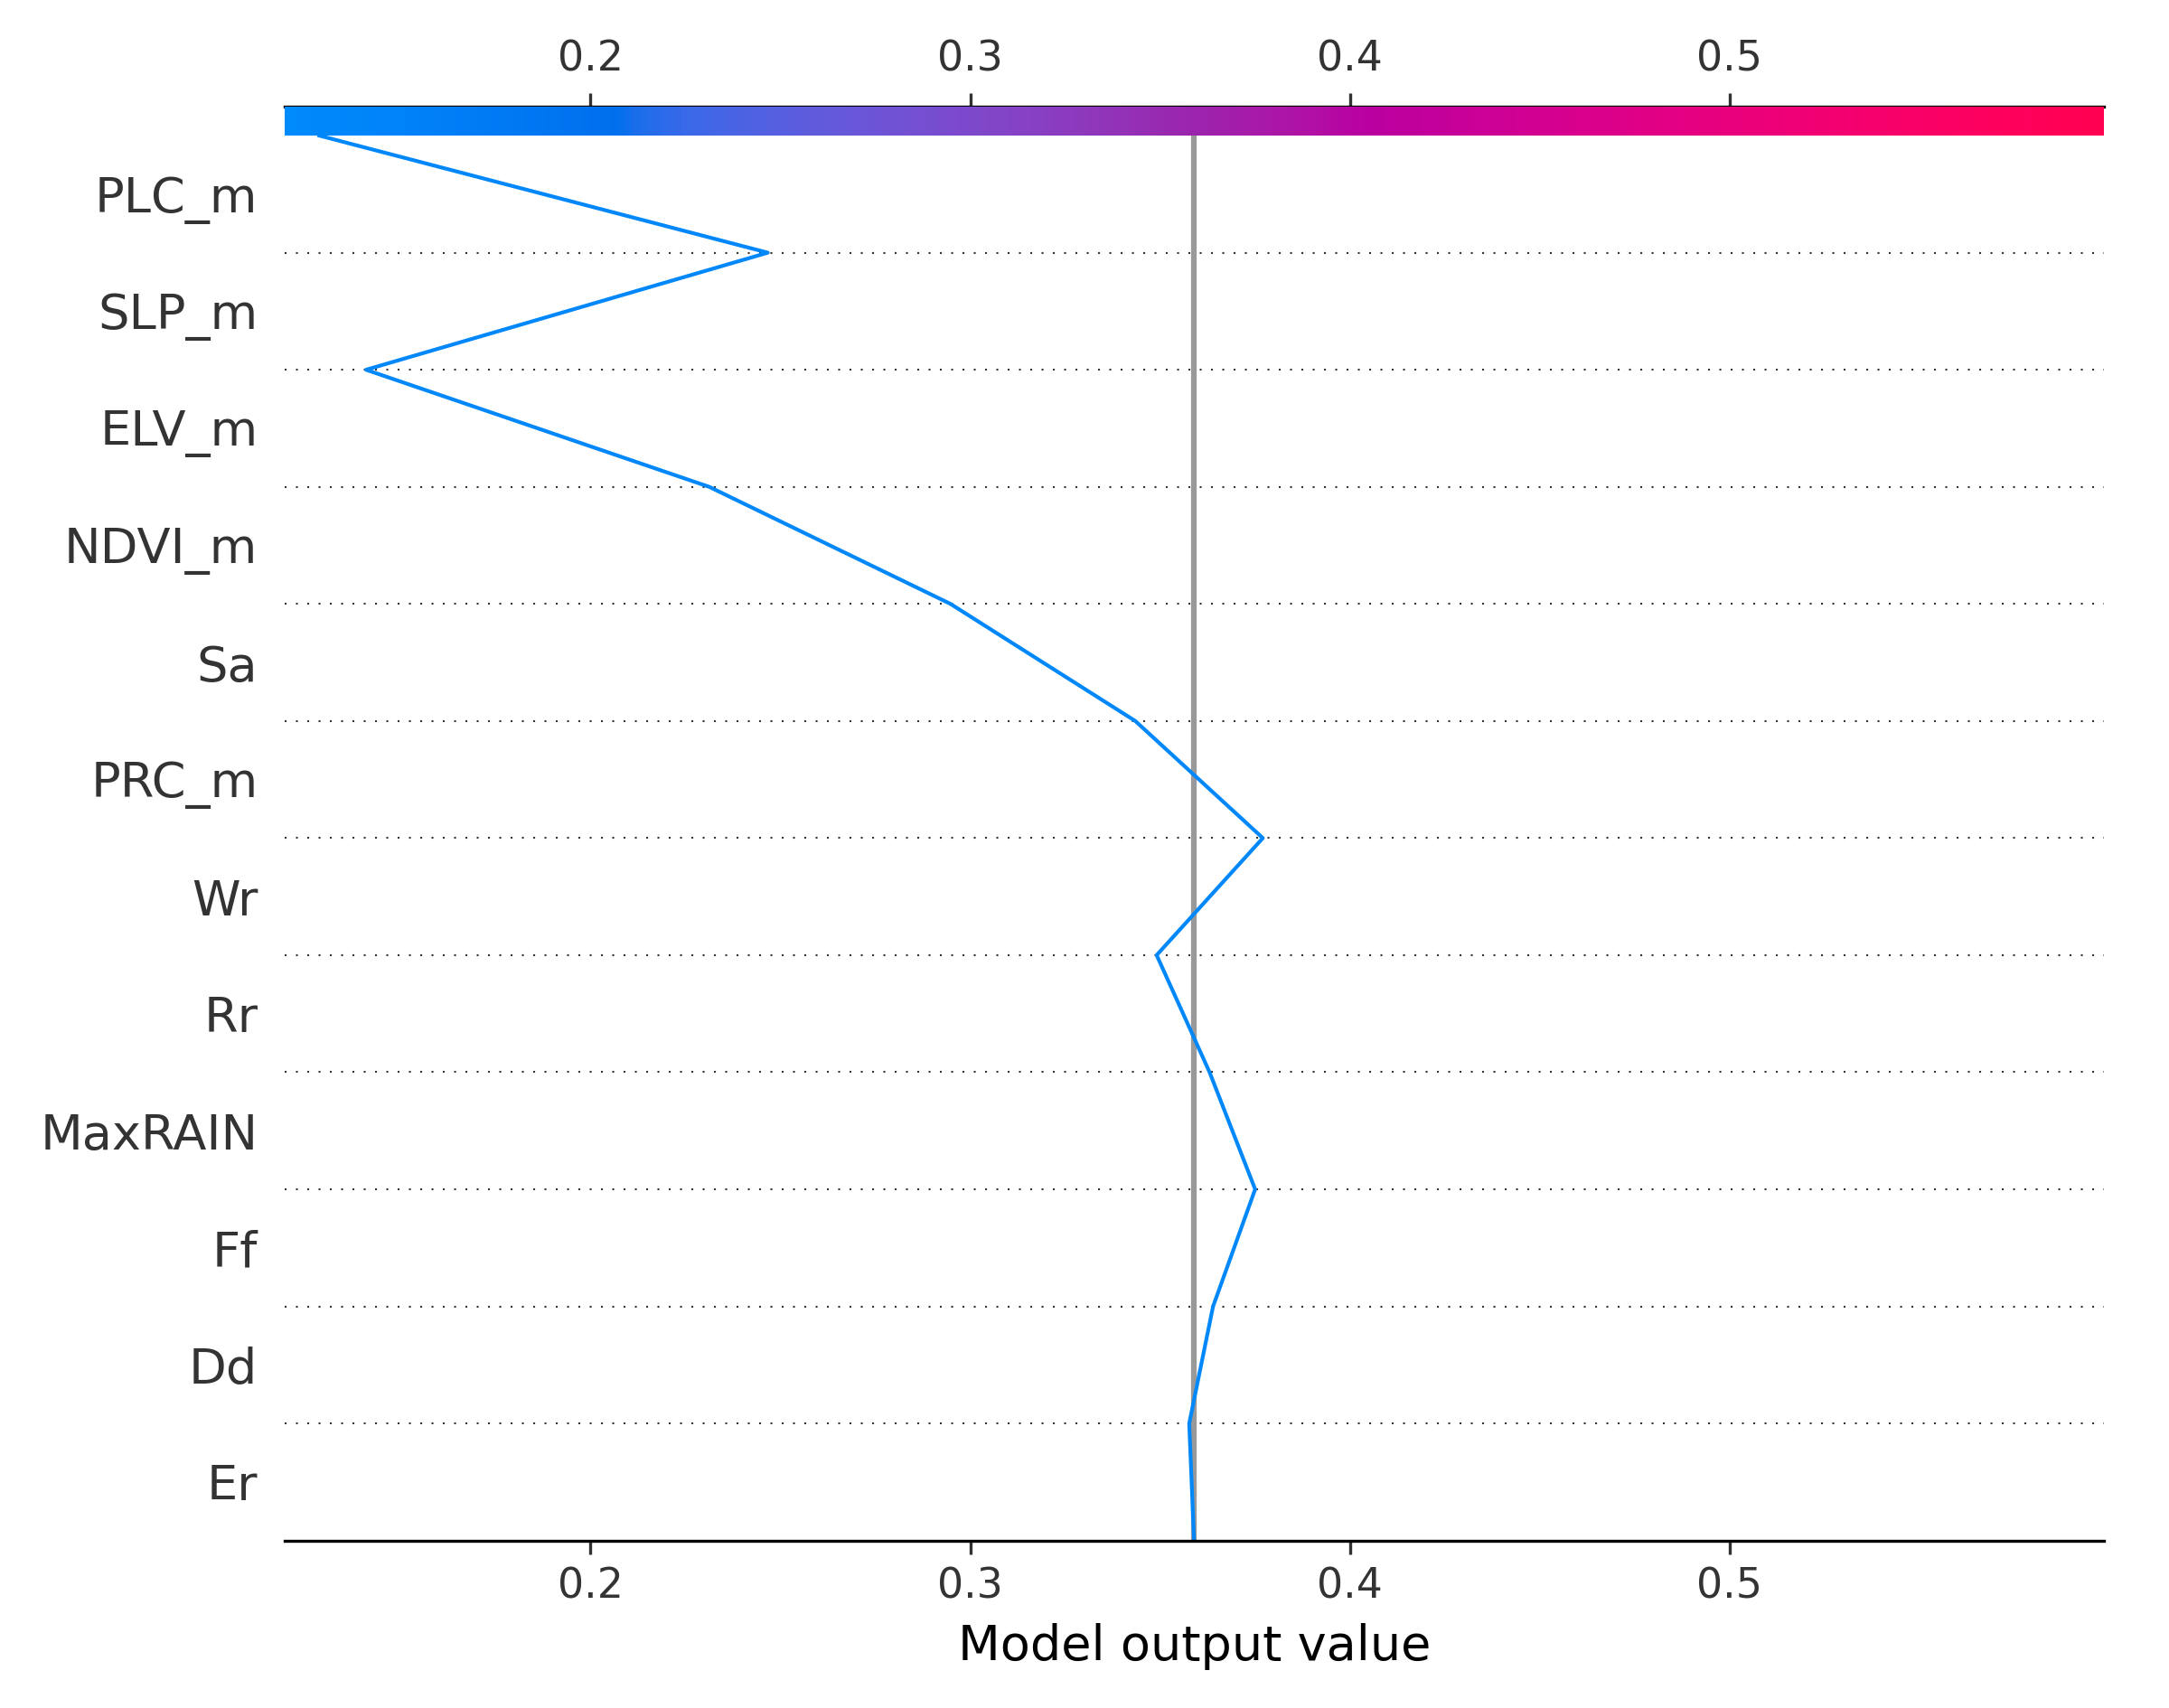 0.2 0.3 0.4 0.5
PLC_m
SLP_m
ELV_m
NDVI_m
Sa
PRC_m
Wr
Rr
MaxRAIN
Ff
Dd
Er
0.2 0.3 0.4 0.5
Model output value